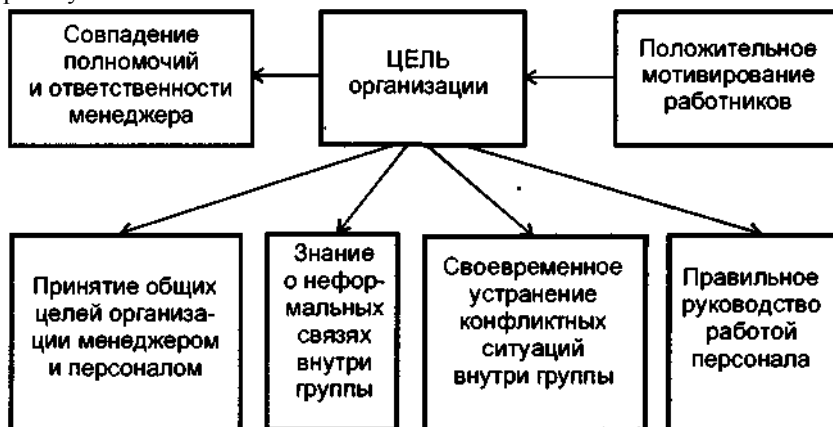 Совпадение
полномочий
и ответственности
менеджера
ЦЕЛЬ
организации
Положительное
мотивирование
работников
Принятие общих
целей организа-
ции менеджером
и персоналом
Знание
о нефор-
мальных
связях
внутри
группы
Своевременное
устранение
конфликтных
ситуаций
внутри группы
Правильное
руководство
работой
персонала